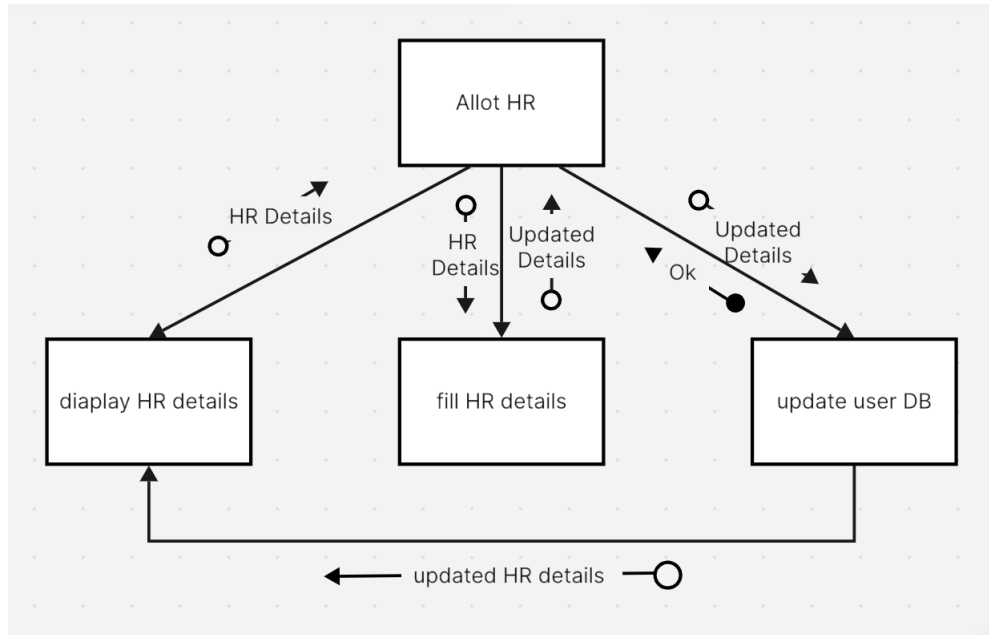 Allot HR
HR Details
HR
Details
Updated
Details
Updated
Details
Ok
diaplay HR details
fill HR details
update user DB
updated HR details